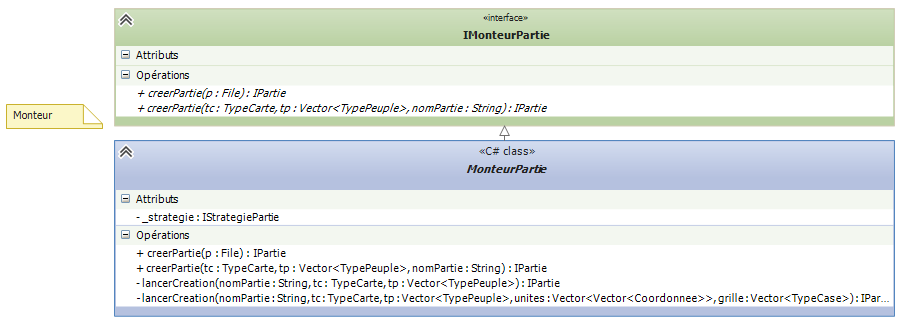 «interface»
IMonteurPartie
Attributs
Opérations
+ creerPartie(p : File) : IPartie
+ creerPartie(tc : TypeCarte,tp : Vector<TypePeuple>,nomPartie : String) : IPartie
Monteur
«C# class»
MonteurPartie
Attributs
- _strategie : IStrategiePartie
Opérations
+ creerPartie(p : File) : IPartie
+ creerPartie(tc : TypeCarte,tp : Vector<TypePeuple>,nomPartie : String) : IPartie
- lancerCreation(nomPartie : String,tc : TypeCarte,tp : Vector<TypePeuple>) : IPartie
- lancerCreation(nomPartie : String,tc : TypeCarte,tp : Vector<TypePeuple>,unites : Vector<Vector<Coordonnee>>,grille : Vector<TypeCase>) : IPar...